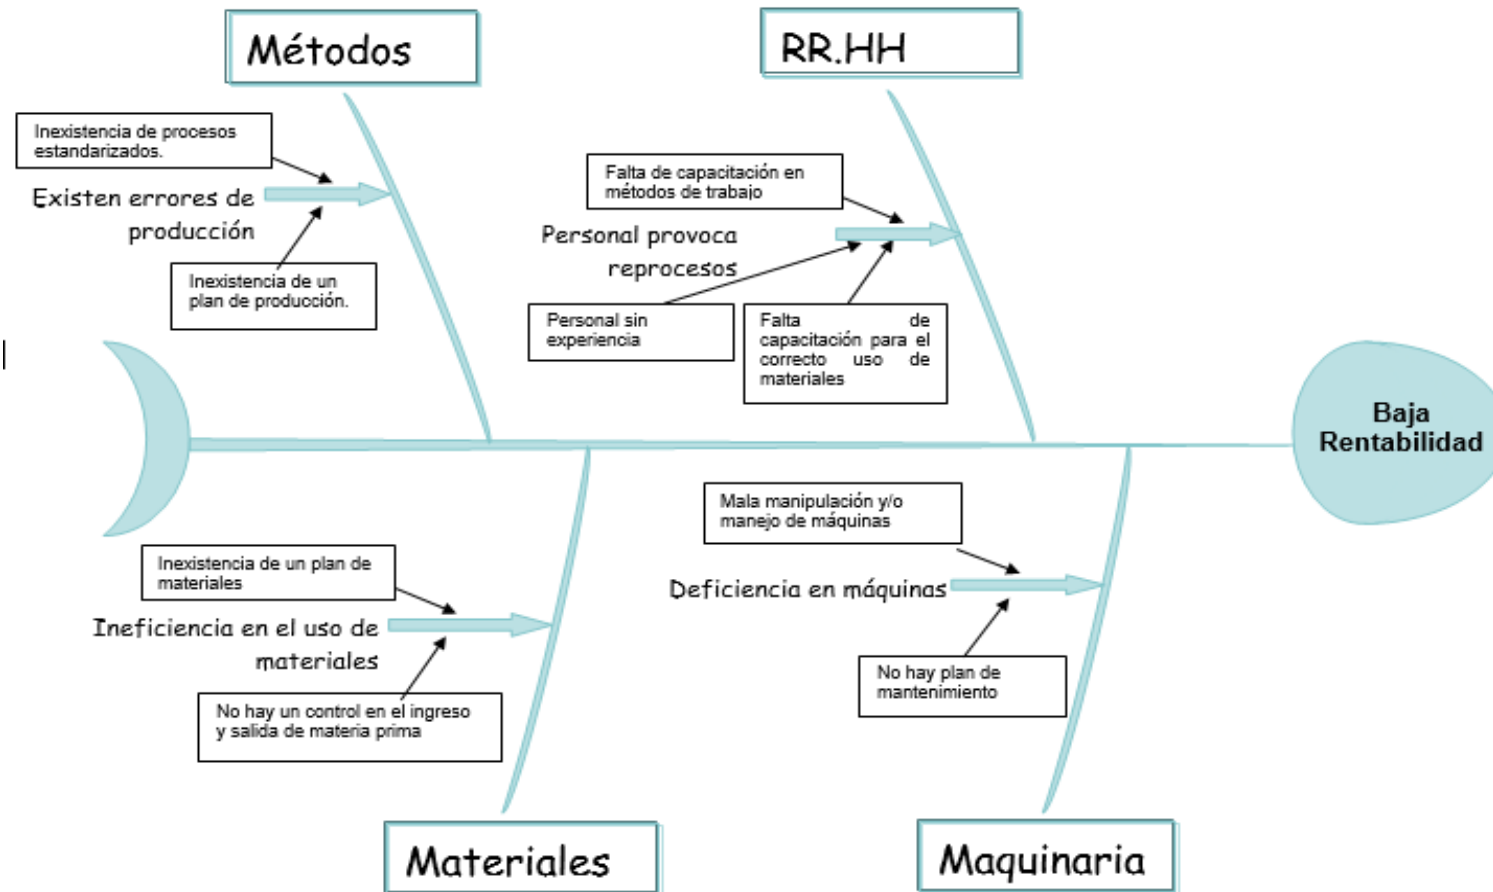 Métodos
RR.HH
Inexistencia de procesos
estandarizados.
Existen errores de
producción
Inexistencia de un
plan de producción.
Falta de capacitación en
métodos de trabajo
Personal provoca
reprocesos
Personal sin
experiencia
Falta de
capacitación para el
correcto uso de
materiales
Baja
Rentabilidad
Inexistencia de un plan de
materiales
Ineficiencia en el uso de
materiales
No hay un control en el ingreso
y salida de materia prima
Mala manipulación y/o
manejo de máquinas
Deficiencia en máquinas
No hay plan de
mantenimiento
Materiales
Maquinaria